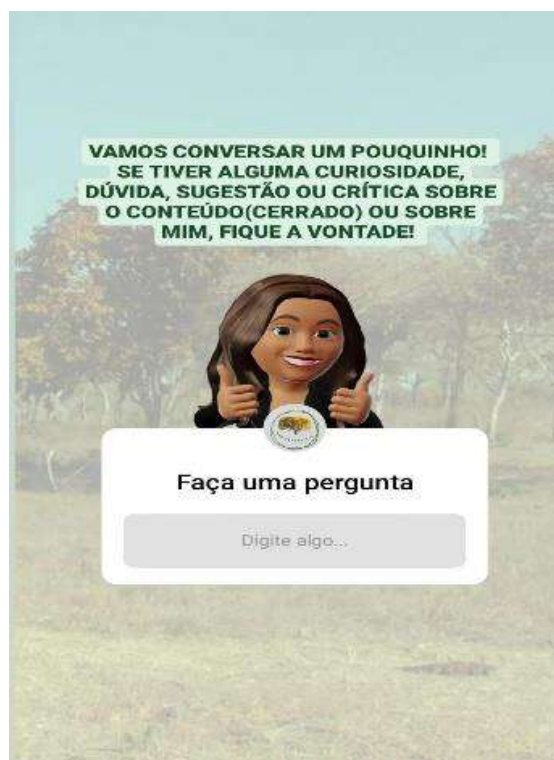 VAMOS CONVERSAR UM POUQUINHO!
SE TIVER ALGUMA CURIOSIDADE,
DÚVIDA, SUGESTÃO OU CRÍTICA SOBRE
O CONTEÚDO(CERRADO) OU SOBRE
MIM, FIQUE A VONTADE!
Faça uma pergunta
Digite algo...